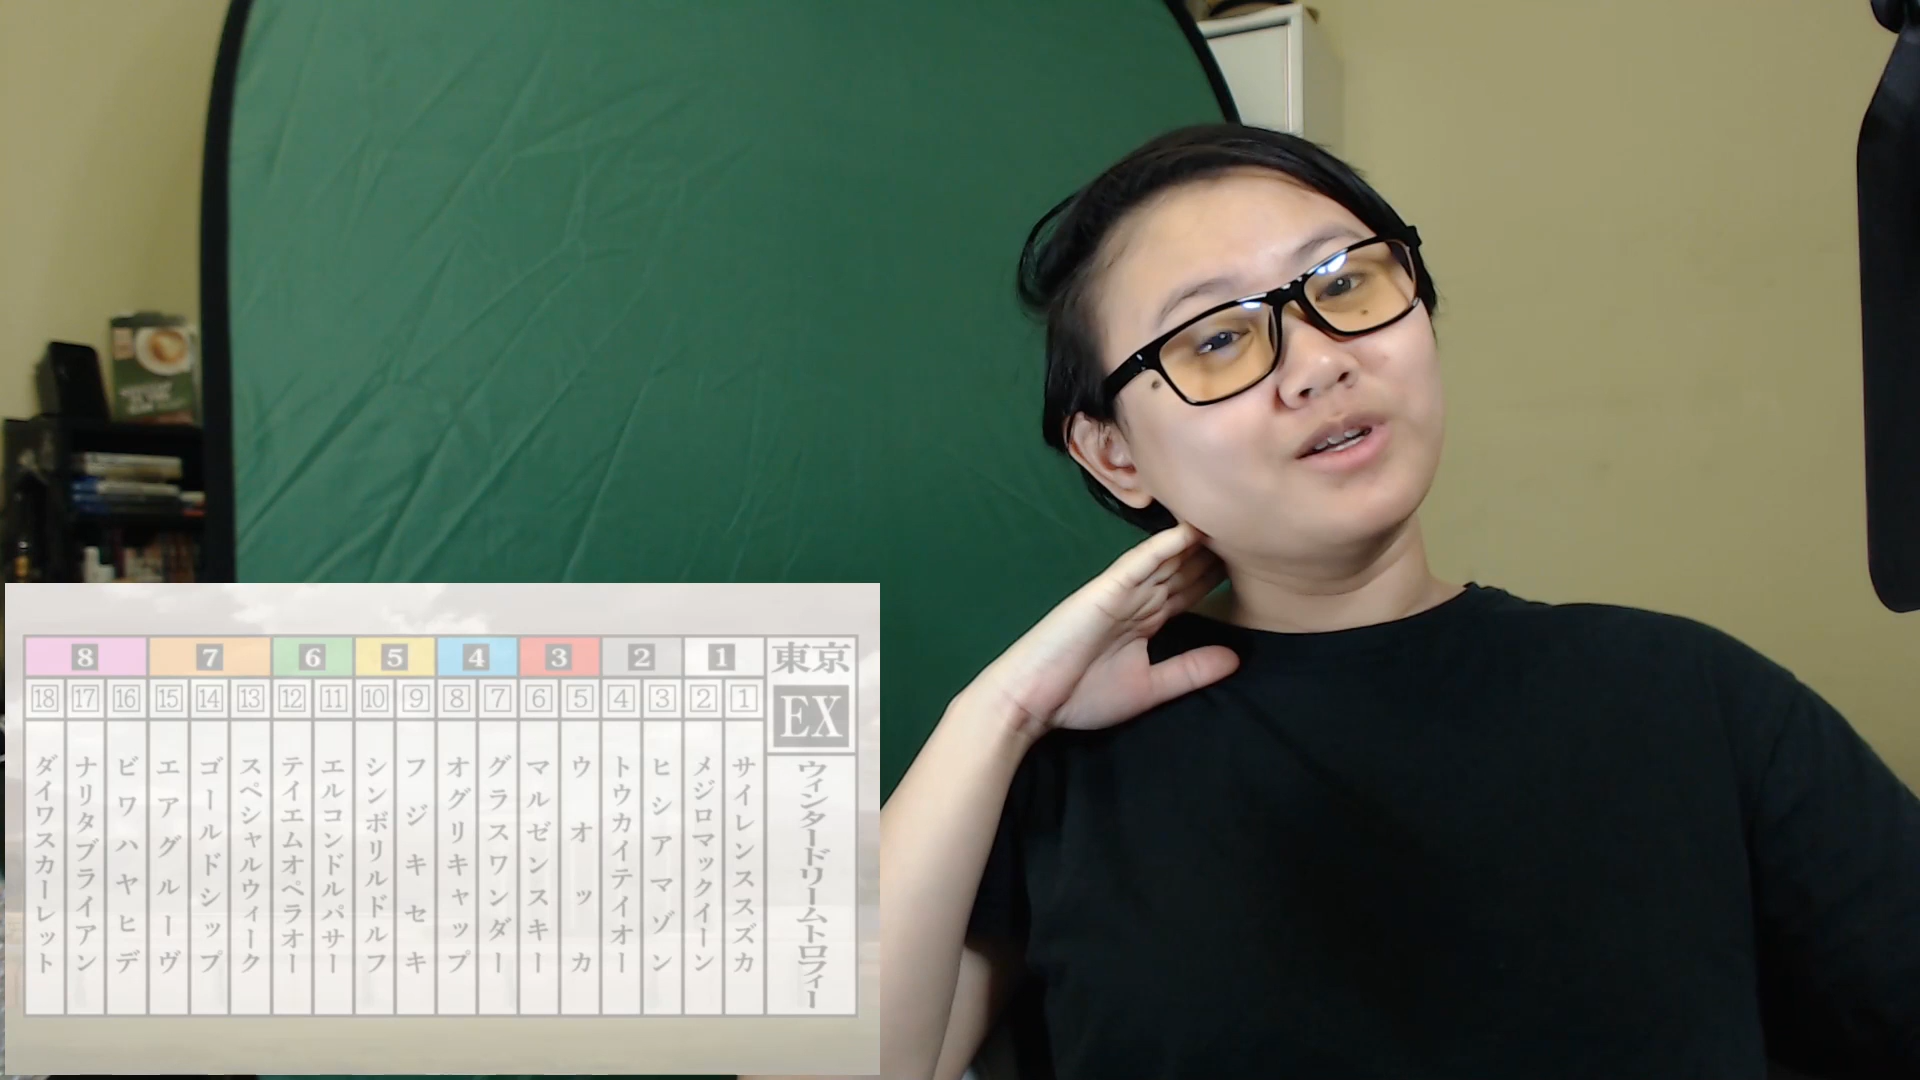 東京
EX
ウィンタードリームトロフィー
1
2
3
4
5
6
7
8
1
2
3
4
5
6
7
8
9
10
11
12
13
14
15
16
17
18
サイレンススズカ
メジロマックイーン
ヒシアマゾン
トウカイテイオー
ウオッカ
マルゼンスキー
グラスワンダー
オグリキャップ
フジキセキ
シンボリルドルフ
エルコンドルパサー
テイエムオペラオー
スペシャルウィーク
ゴールドシップ
エアグルーヴ
ビワハヤヒデ
ナリタブライアン
ダイワスカーレット